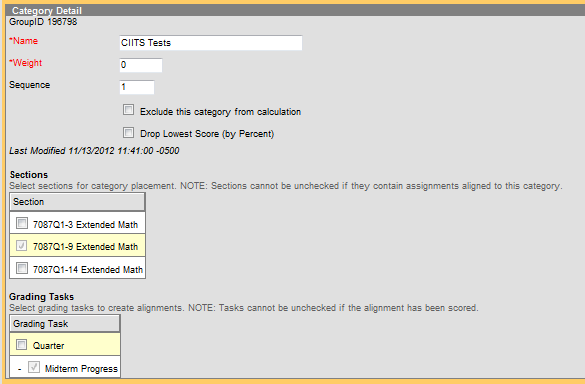 Category Detail
GroupID 196798
*Name CIITS Tests
*Weight 0
Sequence 1
Exclude this category from calculation
Drop Lowest Score (by Percent)
Last Modified 11/13/2012 11:41:00 -0500
Sections
Select sections for category placement. NOTE: Sections cannot be unchecked if they contain assignments aligned to this category.
Section
7087Q1-3 Extended Math
7087Q1-9 Extended Math
7087Q1-14 Extended Math
Grading Tasks
Select grading tasks to create alignments. NOTE: Tasks cannot be unchecked if the alignment has been scored.
Grading Task
Quarter
- Midterm Progress